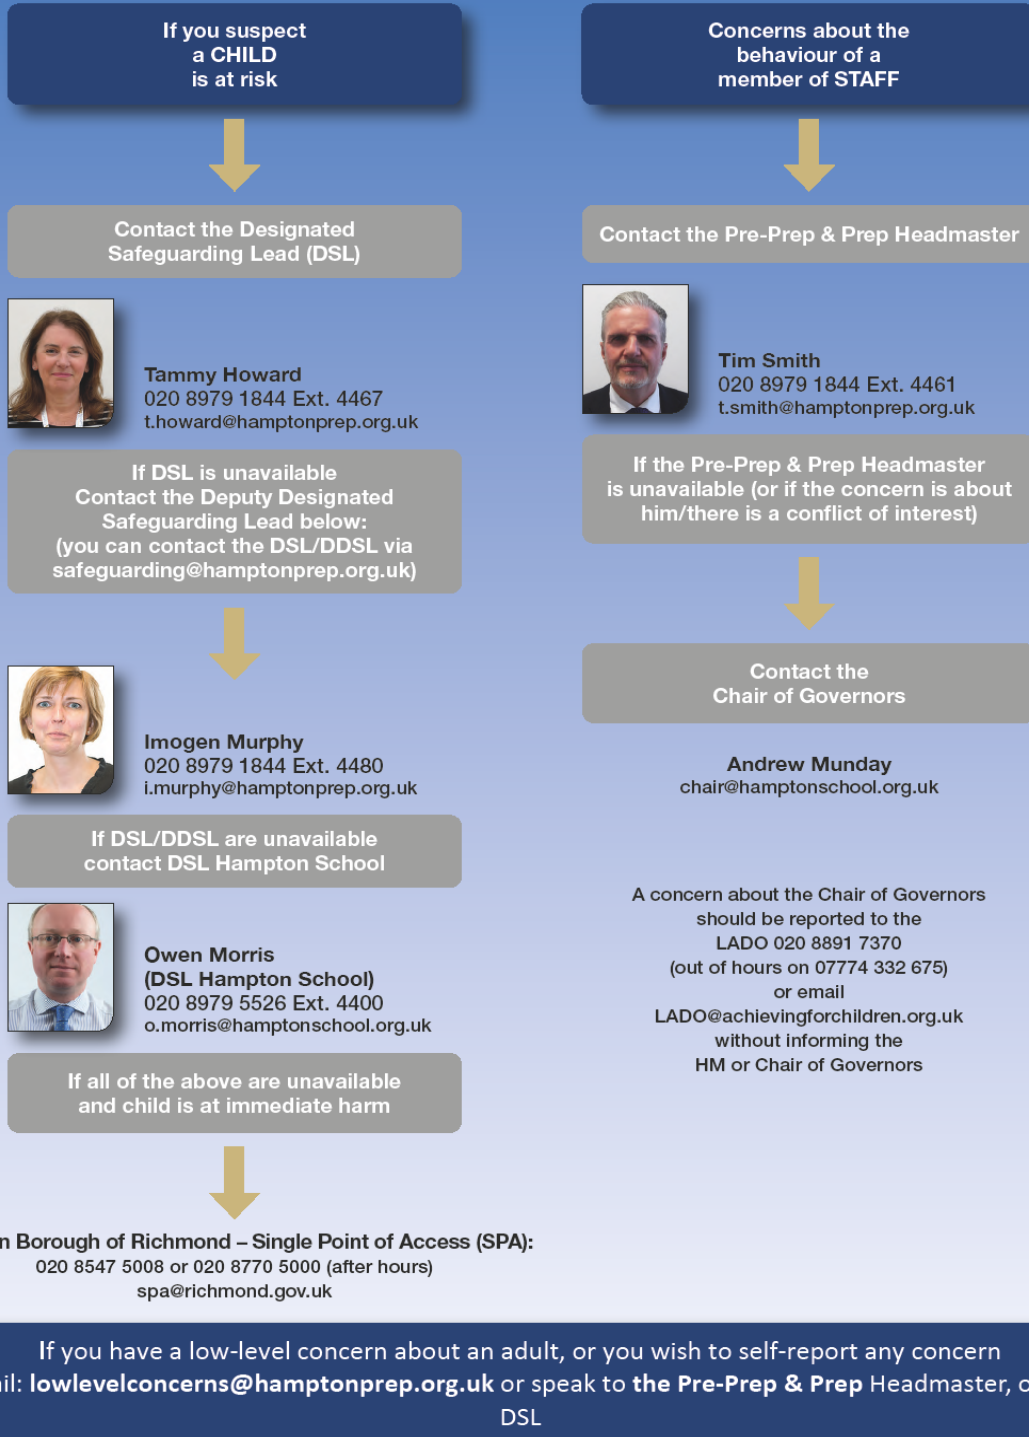 If you suspect
a CHILD
is at risk
Contact the Designated
Safeguarding Lead (DSL)
Tammy Howard
020 8979 1844 Ext. 4467
t.howard@hamptonprep.org.uk
If DSL is unavailable
Contact the Deputy Designated
Safeguarding Lead below:
(you can contact the DSL/DDSL via
safeguarding@hamptonprep.org.uk)
Imogen Murphy
020 8979 1844 Ext. 4480
i.murphy@hamptonprep.org.uk
If DSL/DDSL are unavailable
contact DSL Hampton School
Owen Morris
(DSL Hampton School)
020 8979 5526 Ext. 4400
o.morris@hamptonschool.org.uk
If all of the above are unavailable
and child is at immediate harm
Borough of Richmond – Single Point of Access (SPA):
020 8547 5008 or 020 8770 5000 (after hours)
spa@richmond.gov.uk
Concerns about the
behaviour of a
member of STAFF
Contact the Pre-Prep & Prep Headmaster
Tim Smith
020 8979 1844 Ext. 4461
t.smith@hamptonprep.org.uk
If the Pre-Prep & Prep Headmaster
is unavailable (or if the concern is about
him/there is a conflict of interest)
Contact the
Chair of Governors
Andrew Munday
chair@hamptonschool.org.uk
A concern about the Chair of Governors
should be reported to the
LADO 020 8891 7370
(out of hours on 07774 332 675)
or email
LADO@achievingforchildren.org.uk
without informing the
HM or Chair of Governors
If you have a low-level concern about an adult, or you wish to self-report any concern
lowlevelconcerns@hamptonprep.org.uk or speak to the Pre-Prep & Prep Headmaster,
DSL